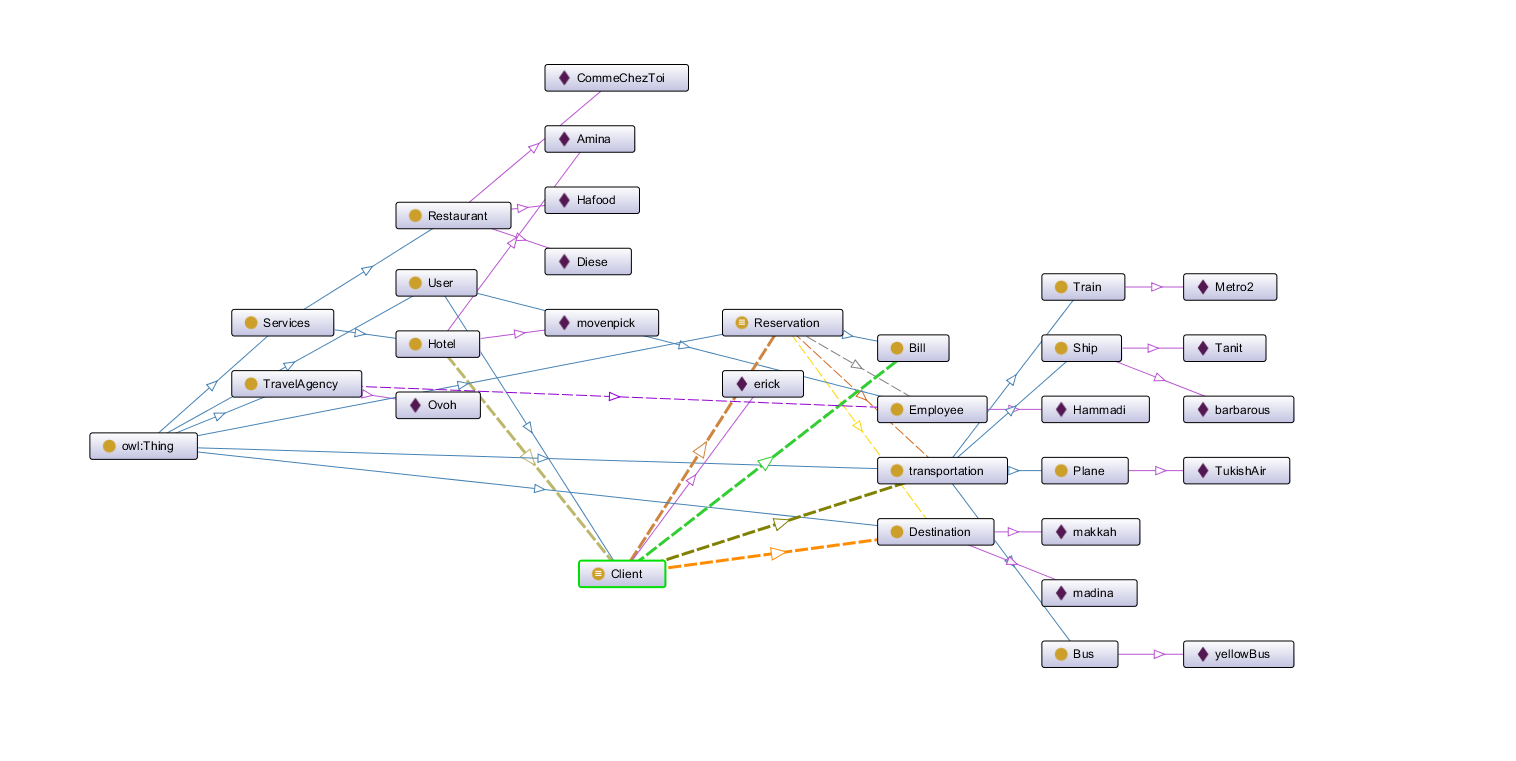 CommeChezToi
Amina
Hafood
Restaurant
Diese
User
Train
Metro2
Services
movenpick
Reservation
Hotel
Bill
Ship
Tanit
TravelAgency
erick
Ovoh
Employee
Hammadi
barbarous
owl:Thing
transportation
Plane
TukishAir
Destination
makkah
Client
madina
Bus
yellowBus